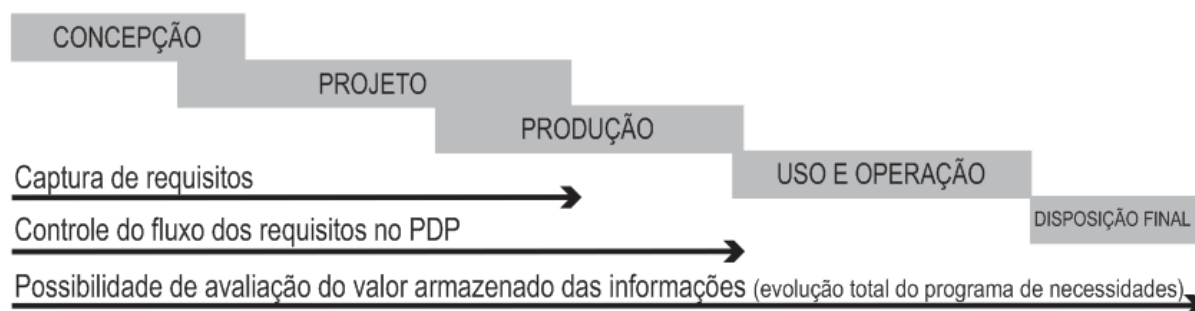 CONCEPÇÃO
PROJETO
PRODUÇÃO
USO E OPERAÇÃO
Captura de requisitos
DISPOSIÇÃO FINAL
Controle do fluxo dos requisitos no PDP
Possibilidade de avaliação do valor armazenado das informações (evolução total do programa de necessidades)